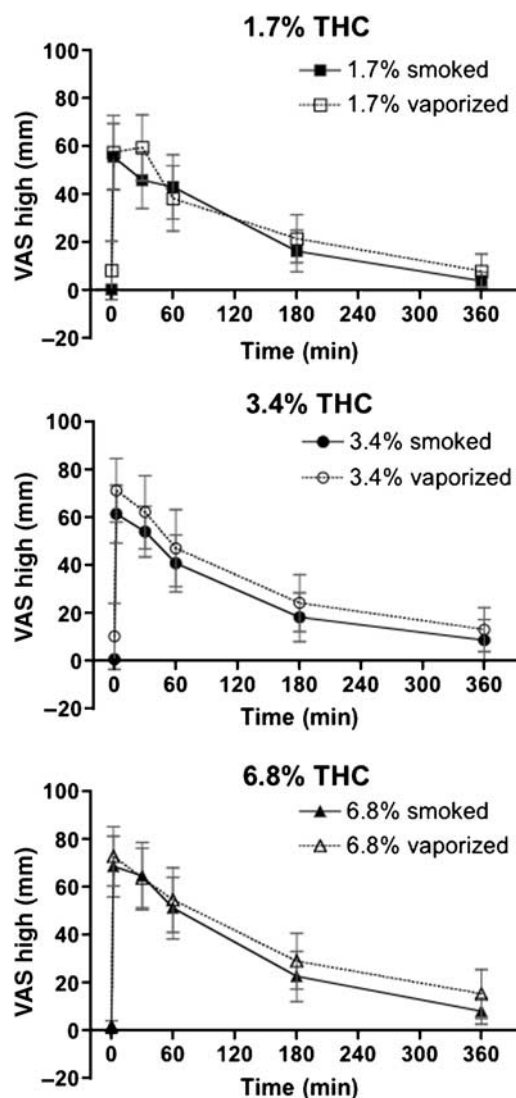 1.7% THC
1.7% smoked
1.7% vaporized
VAS high (mm)
100
80
60
40
20
0
–20
0 60 120 180 240 300 360
Time (min)
3.4% THC
3.4% smoked
3.4% vaporized
VAS high (mm)
100
80
60
40
20
0
–20
0 60 120 180 240 300 360
Time (min)
6.8% THC
6.8% smoked
6.8% vaporized
VAS high (mm)
100
80
60
40
20
0
–20
0 60 120 180 240 300 360
Time (min)